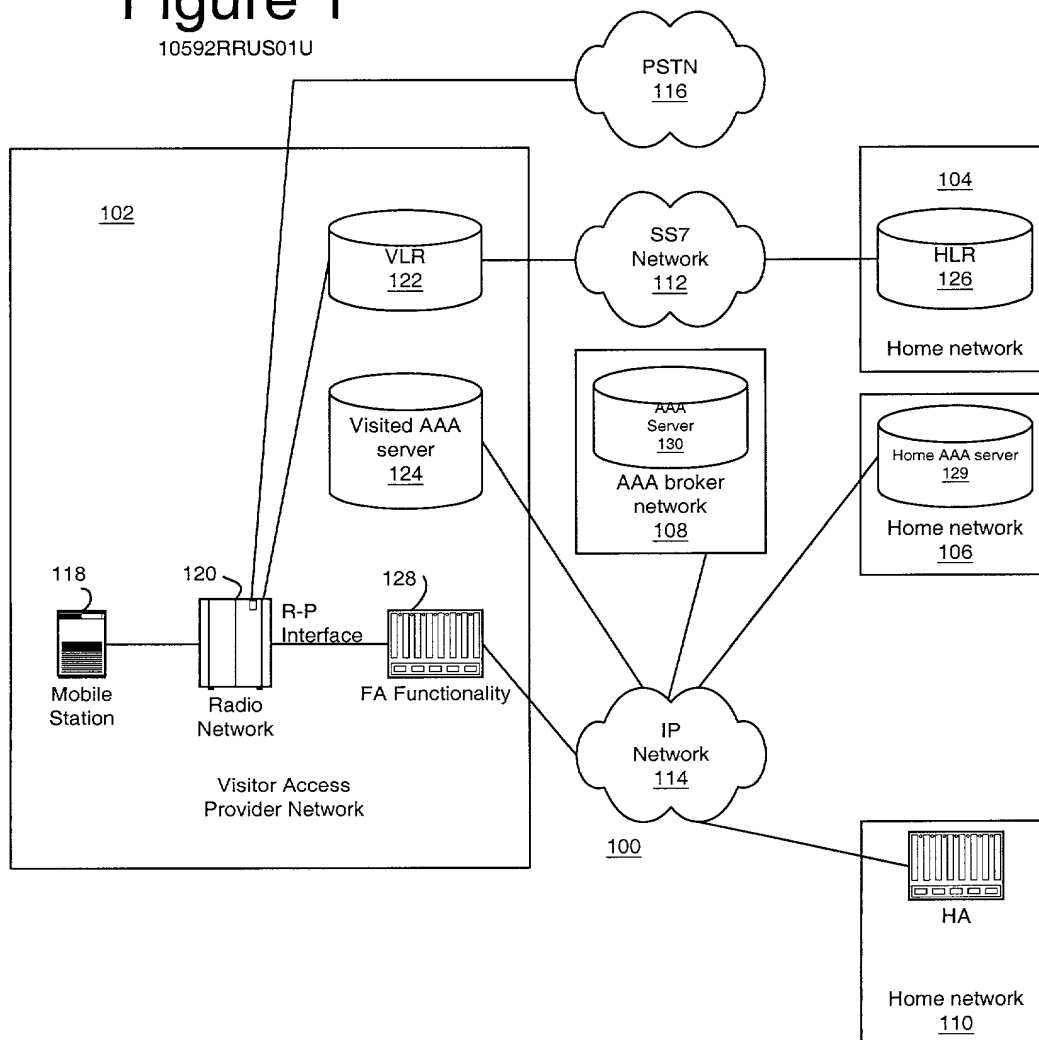 Figure 1
10592RRUS01U
PSTN
116
102
VLR
122
SS7
Network
112
104
HLR
126
Home network
Visited AAA
server
124
AAA
Server
130
AAA broker
network
108
Home AAA server
129
Home network
106
118
120
128
R-P
Interface
Mobile
Station
Radio
Network
FA Functionality
Visitor Access
Provider Network
IP
Network
114
100
HA
Home network
110